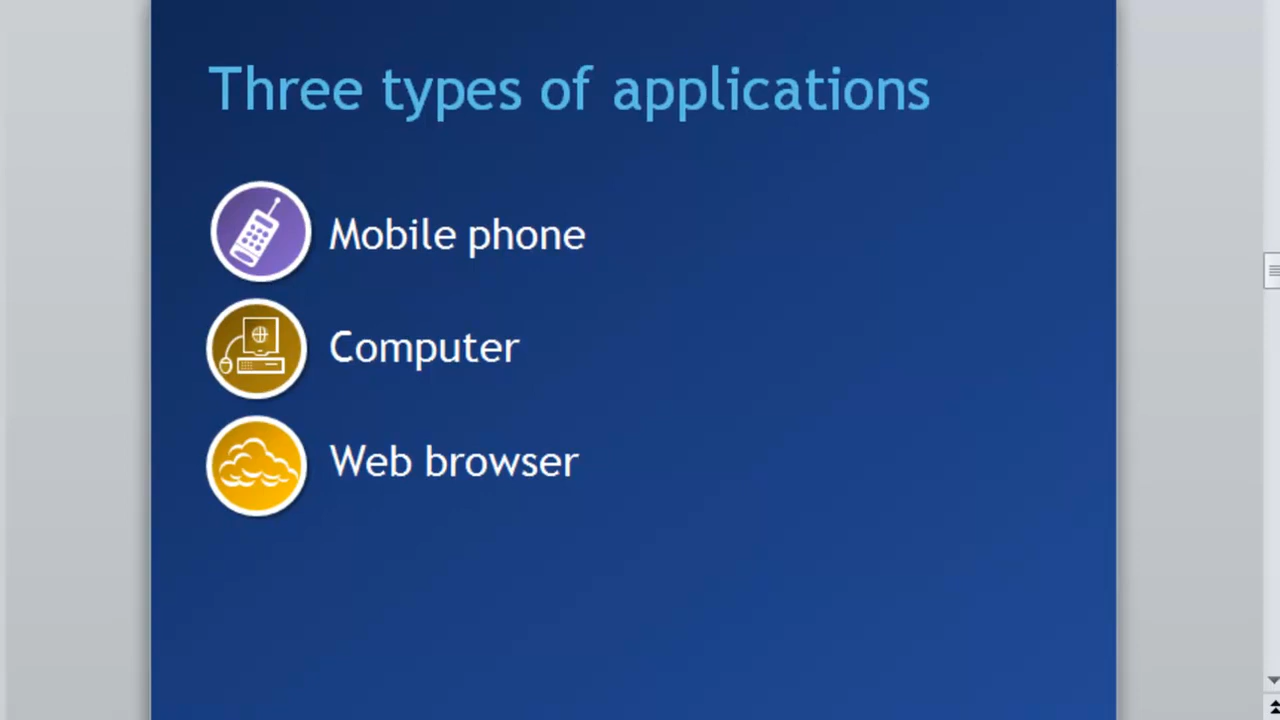 Three types of applications
Mobile phone
Computer
Web browser